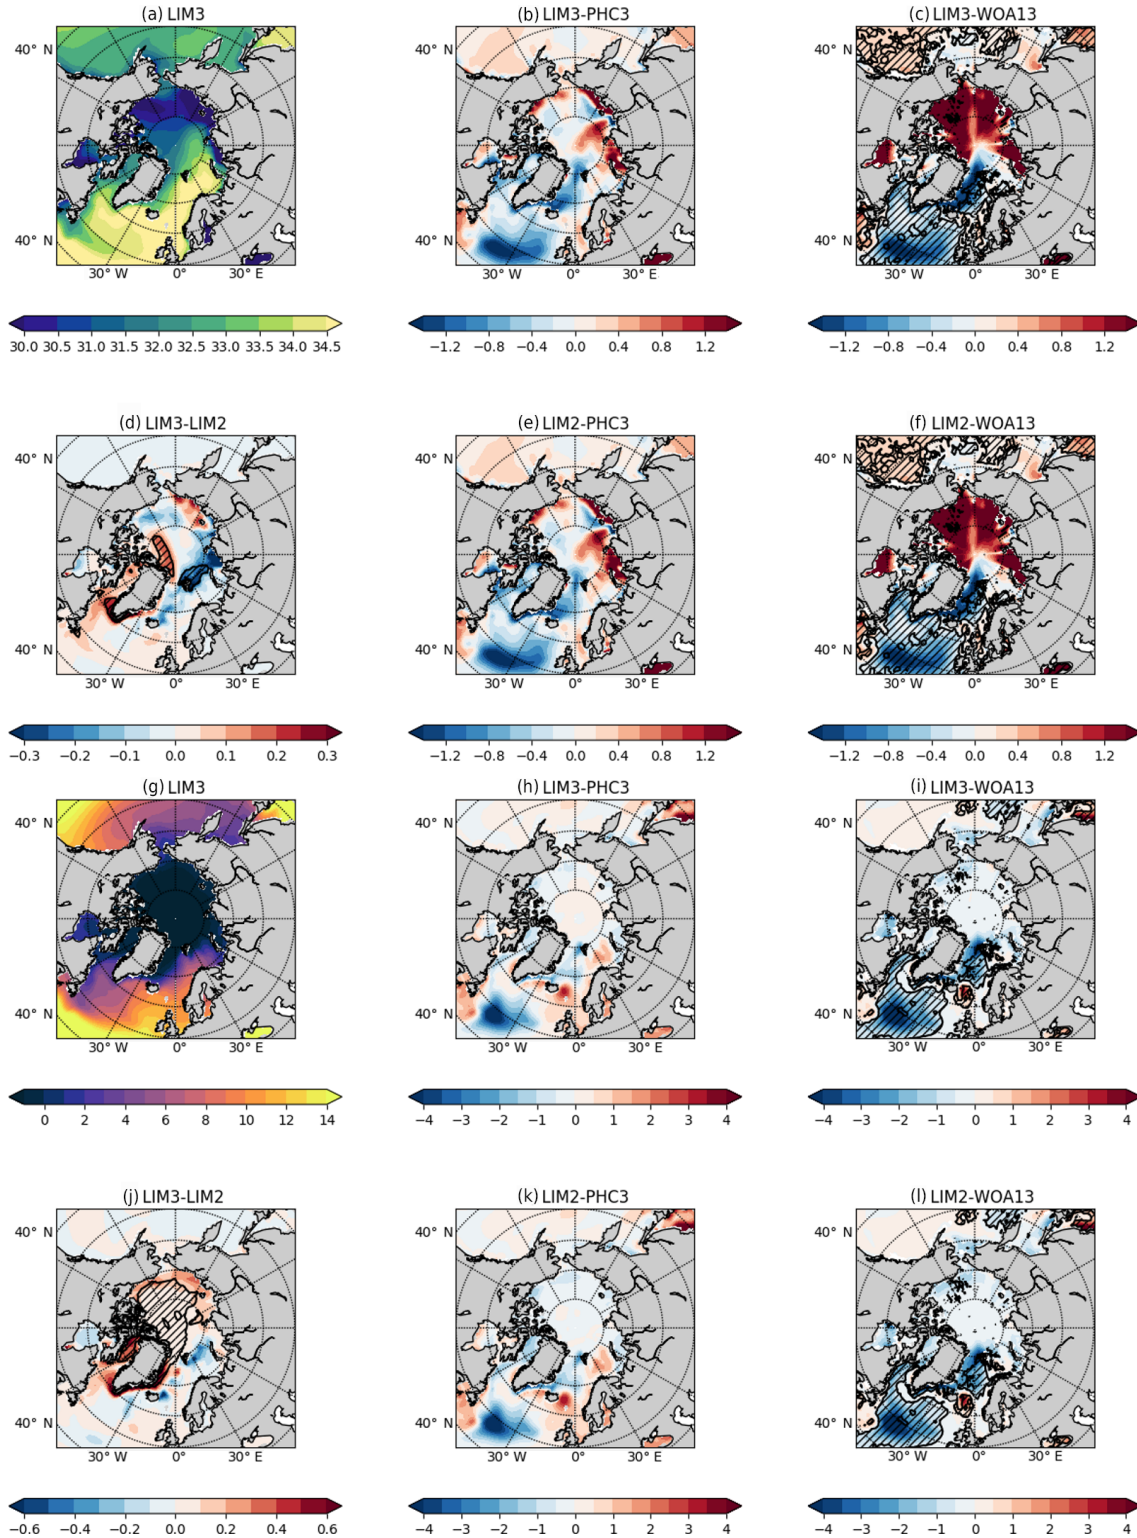 (a) LIM3 (b) LIM3-PHC3 (c) LIM3-WOA13
40° N 40° N 40° N
40° N 40° N 40° N
30° W 0° 30° E 30° W 0° 30° E 30° W 0° 30° E
30.0 30.5 31.0 31.5 32.0 32.5 33.0 33.5 34.0 34.5 −1.2 −0.8 −0.4 0.0 0.4 0.8 1.2 −1.2 −0.8 −0.4 0.0 0.4 0.8 1.2
(d) LIM3-LIM2 (e) LIM2-PHC3 (f) LIM2-WOA13
40° N 40° N 40° N
40° N 40° N 40° N
30° W 0° 30° E 30° W 0° 30° E 30° W 0° 30° E
−0.3 −0.2 −0.1 0.0 0.1 0.2 0.3 −1.2 −0.8 −0.4 0.0 0.4 0.8 1.2 −1.2 −0.8 −0.4 0.0 0.4 0.8 1.2
(g) LIM3 (h) LIM3-PHC3 (i) LIM3-WOA13
40° N 40° N 40° N
40° N 40° N 40° N
30° W 0° 30° E 30° W 0° 30° E 30° W 0° 30° E
0 2 4 6 8 10 12 14 −4 −3 −2 −1 0 1 2 3 4 −4 −3 −2 −1 0 1 2 3 4
(j) LIM3-LIM2 (k) LIM2-PHC3 (l) LIM2-WOA13
40° N 40° N 40° N
40° N 40° N 40° N
30° W 0° 30° E 30° W 0° 30° E 30° W 0° 30° E
−0.6 −0.4 −0.2 0.0 0.2 0.4 0.6 −4 −3 −2 −1 0 1 2 3 4 −4 −3 −2 −1 0 1 2 3 4